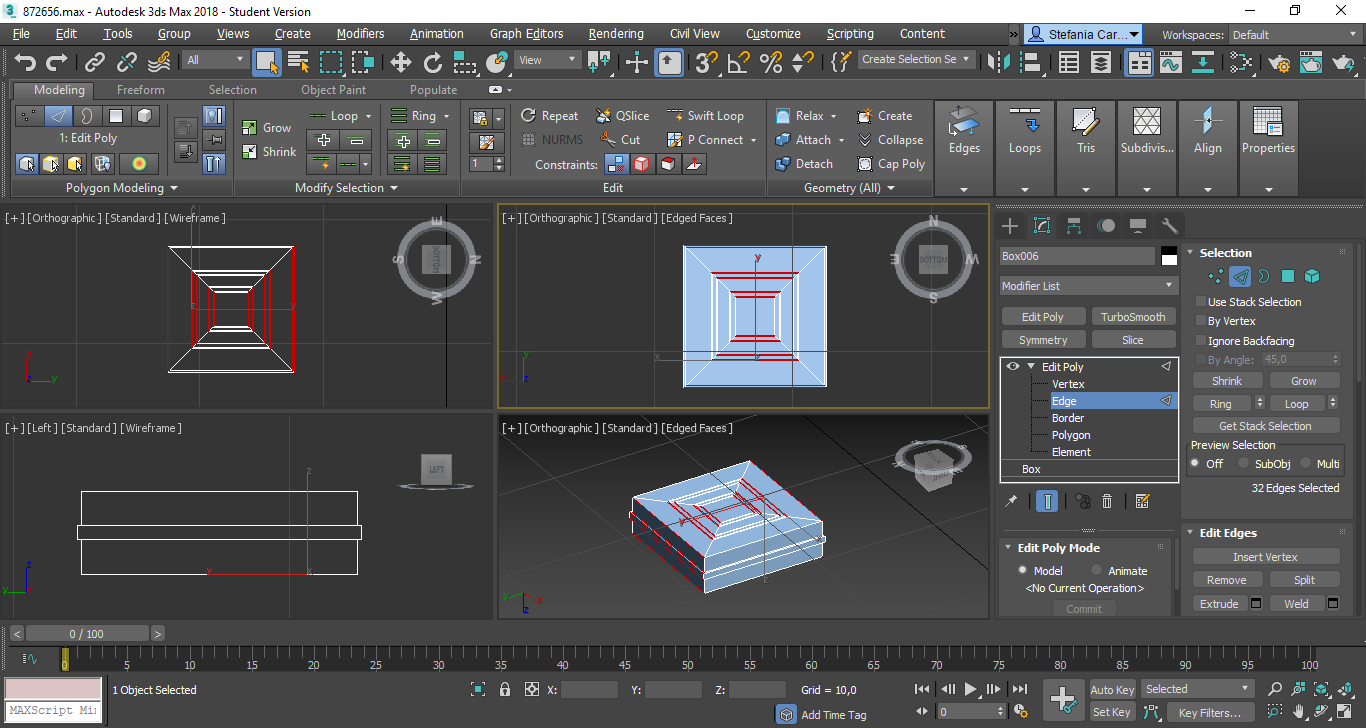 872656.max - Autodesk 3ds Max 2018 - Student Version
File Edit Tools Group Views Create Modifiers Animation Graph Editors Rendering Civil View Customize Scripting Content » Stefania Car... Workspaces: Default
All View Create Selection Se
Modeling Freeform Selection Object Paint Populate
Loop Ring Repeat QSlice Swift Loop Relax Create
1: Edit Poly Grow NURMS Cut P Connect Attach Collapse Edges Loops Tris Subdivis... Align Properties
Shrink 1 Constraints: Detach Cap Poly
Polygon Modeling Modify Selection Edit Geometry (All)
[+] [Orthographic ] [Standard ] [Wireframe ]
[+] [Orthographic ] [Standard ] [Edged Faces ]
Box006
Modifier List
Edit Poly TurboSmooth
Symmetry Slice
Edit Poly
Vertex
Edge
Border
Polygon
Element
Box
Selection
Use Stack Selection
By Vertex
Ignore Backfacing
By Angle: 45,0
Shrink Grow
Ring Loop
Get Stack Selection
Preview Selection
Off SubObj Multi
32 Edges Selected
[+] [Left ] [Standard ] [Wireframe ]
LEFT
[+] [Orthographic ] [Standard ] [Edged Faces ]
Edit Poly Mode
Model Animate
<No Current Operation>
Commit
Edit Edges
Insert Vertex
Remove Split
Extrude Weld
< 0 / 100 >
0 5 10 15 20 25 30 35 40 45 50 55 60 65 70 75 80 85 90 95 100
1 Object Selected X: Y: Z: Grid = 10,0 Auto Key Selected
MAXScript Mi Add Time Tag 0 Set Key Key Filters...